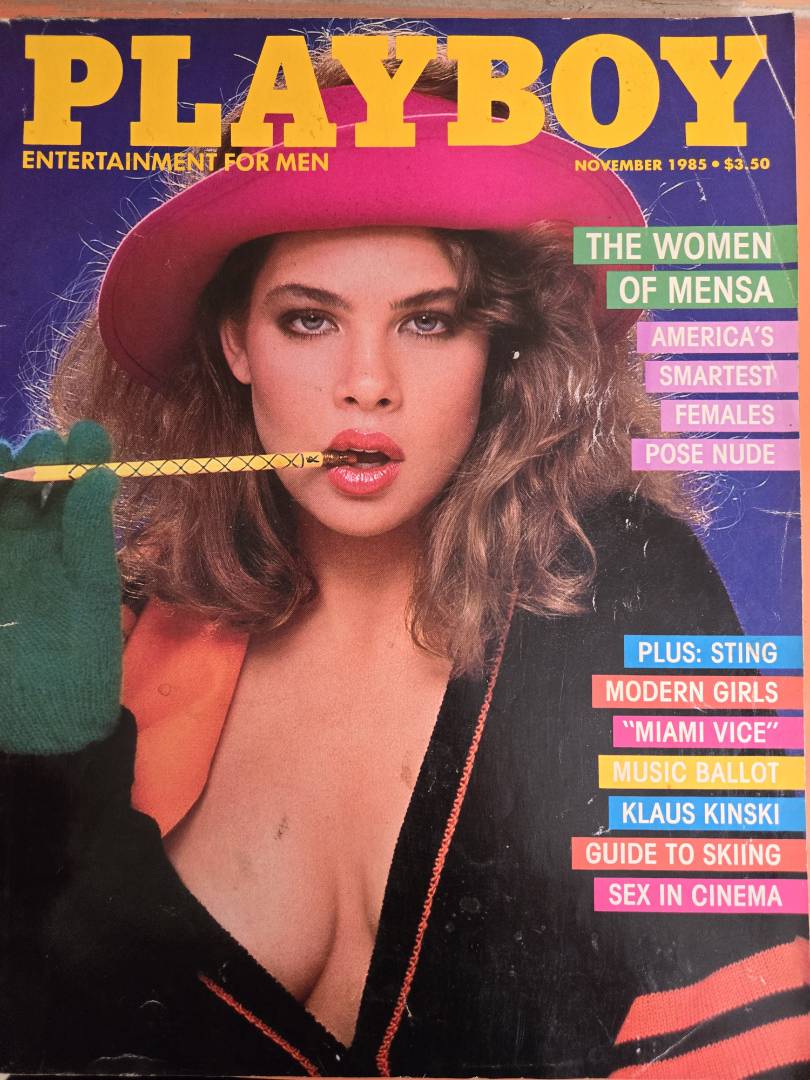 PLAYBOY
ENTERTAINMENT FOR MEN
NOVEMBER 1985 • $3.50
THE WOMEN
OF MENSA
AMERICA'S
SMARTEST
FEMALES
POSE NUDE
PLUS: STING
MODERN GIRLS
"MIAMI VICE"
MUSIC BALLOT
KLAUS KINSKI
GUIDE TO SKIING
SEX IN CINEMA